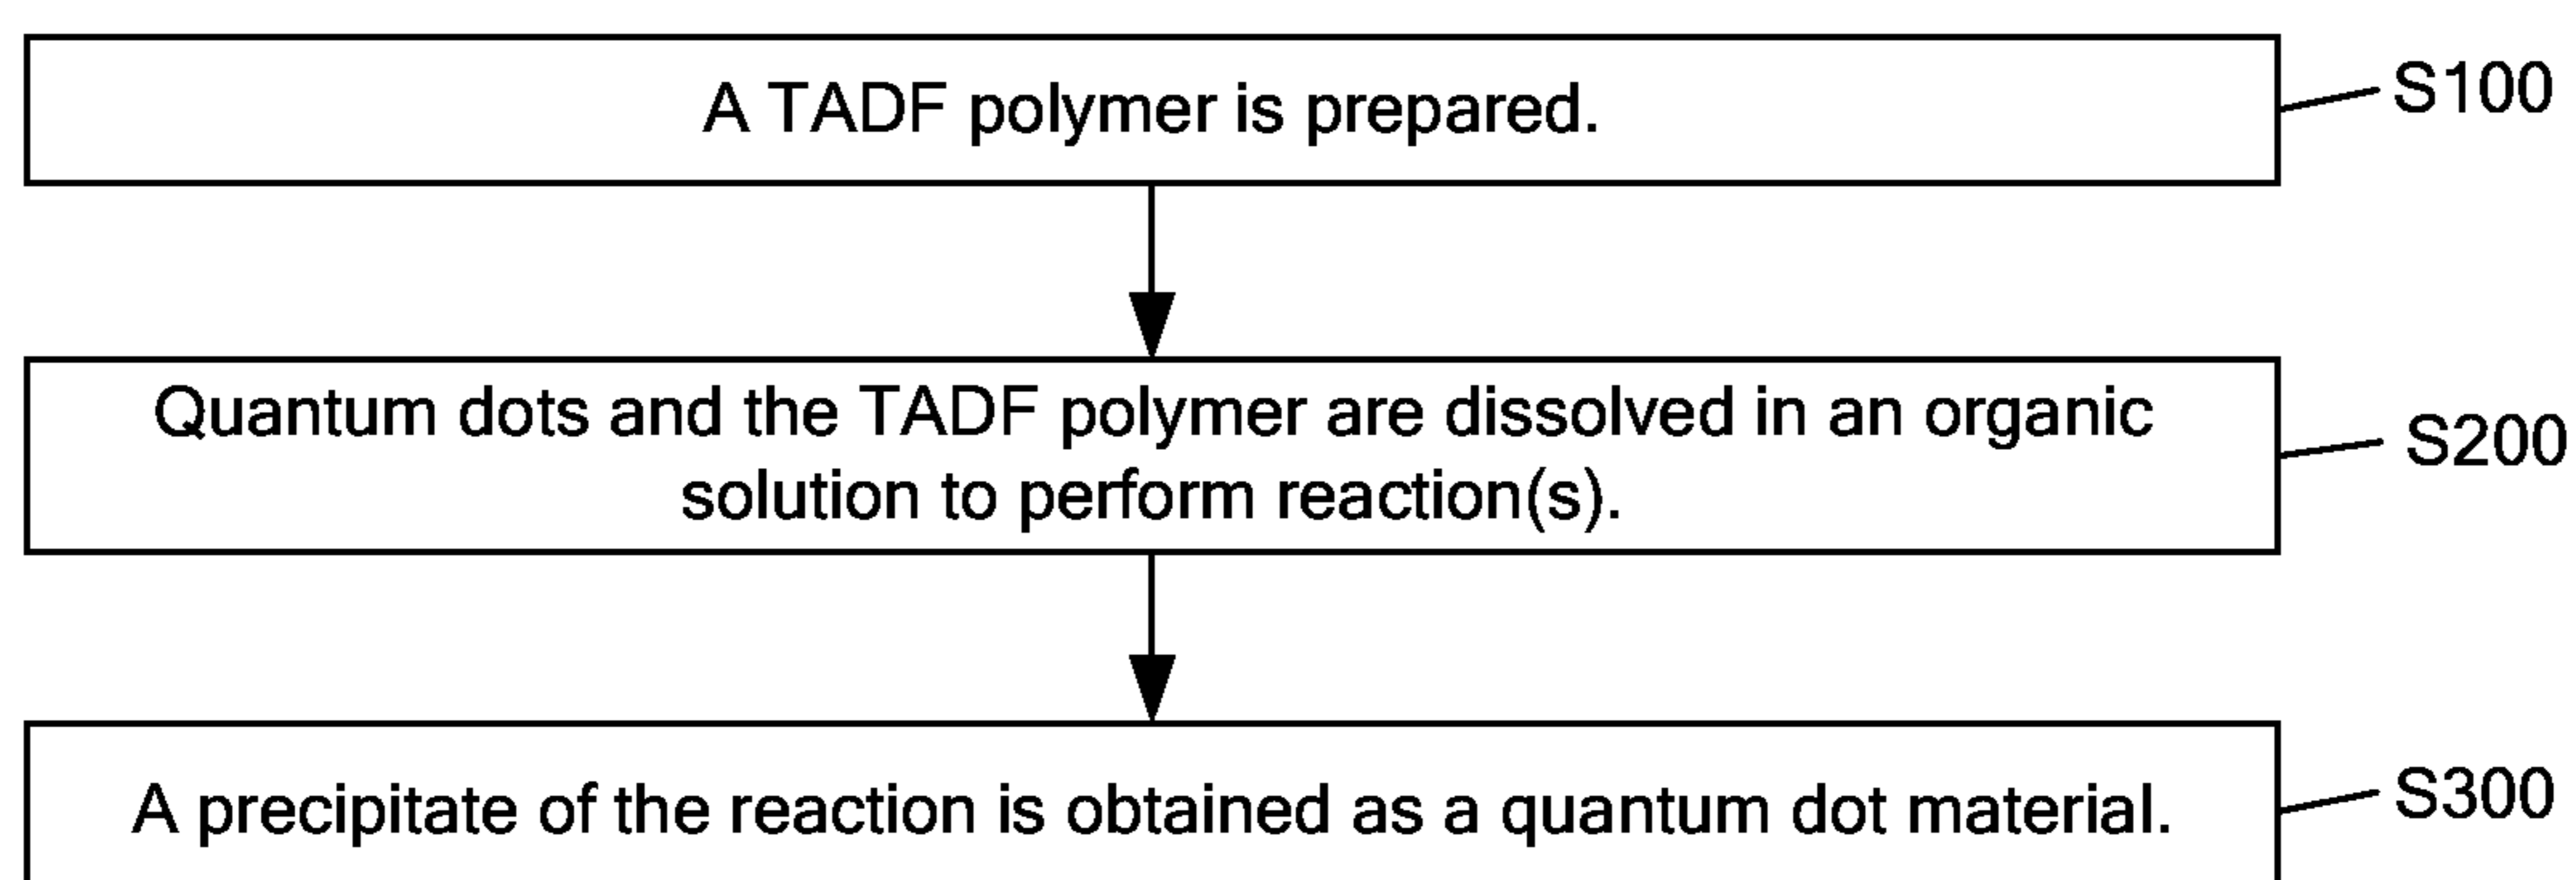 A TADF polymer is prepared.
S100
Quantum dots and the TADF polymer are dissolved in an organic
solution to perform reaction(s).
S200
A precipitate of the reaction is obtained as a quantum dot material.
S300